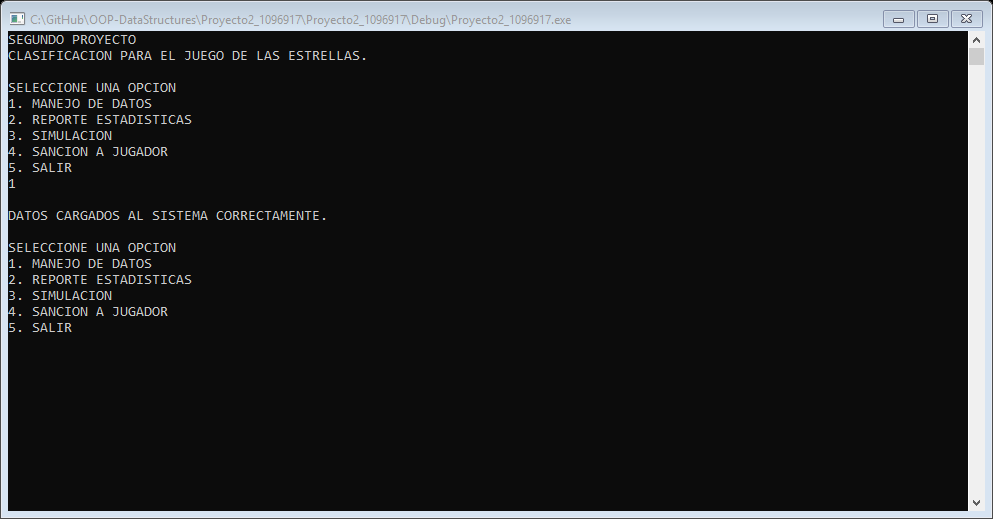 C:\GitHub\OOP-DataStructures\Proyecto2_1096917\Proyecto2_1096917\Debug\Proyecto2_1096917.exe
SEGUNDO PROYECTO
CLASIFICACION PARA EL JUEGO DE LAS ESTRELLAS.
SELECCIONE UNA OPCION
1. MANEJO DE DATOS
2. REPORTE ESTADISTICAS
3. SIMULACION
4. SANCION A JUGADOR
5. SALIR
1
DATOS CARGADOS AL SISTEMA CORRECTAMENTE.
SELECCIONE UNA OPCION
1. MANEJO DE DATOS
2. REPORTE ESTADISTICAS
3. SIMULACION
4. SANCION A JUGADOR
5. SALIR